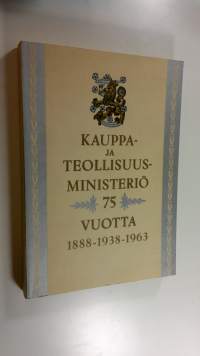 KAUPPA-
JA
TEOLLISUUS-
MINISTERIÖ
75
VUOTTA
1888-1938-1963